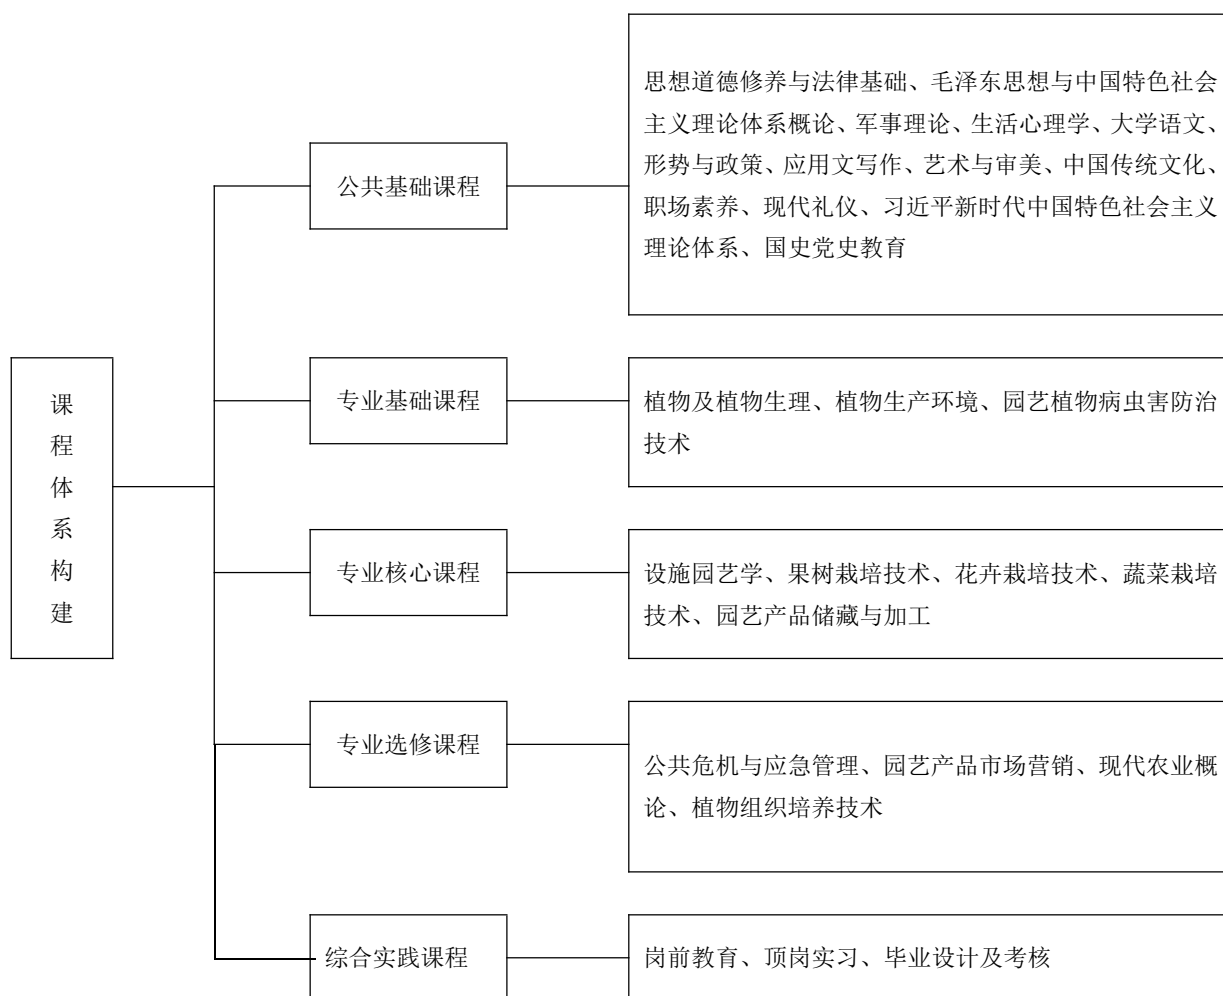 课
程
体
系
构
建
公共基础课程
思想道德修养与法律基础、毛泽东思想与中国特色社会
主义理论体系概论、军事理论、生活心理学、大学语文、
形势与政策、应用文写作、艺术与审美、中国传统文化、
职场素养、现代礼仪、习近平新时代中国特色社会主义
理论体系、国史党史教育
专业基础课程
植物及植物生理、植物生产环境、园艺植物病虫害防治
技术
专业核心课程
设施园艺学、果树栽培技术、花卉栽培技术、蔬菜栽培
技术、园艺产品储藏与加工
专业选修课程
公共危机与应急管理、园艺产品市场营销、现代农业概
论、植物组织培养技术
综合实践课程
岗前教育、顶岗实习、毕业设计及考核